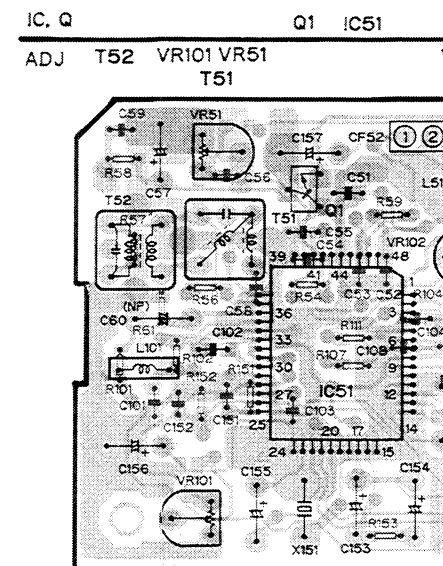 IC, Q Q1 IC51
ADJ T52 VR101 VR51
T51
C59 VR51
C157 CF52 ① ②
R58 C56 C51 L51
C57
T52 R59
R57 T51 Q1
C55 VR102
C54
39 41 44 48
R56 R54 C53 C52 1 R104
(NP) C58
C60 36 3
R61 C102 R111 C104
L101 33 C108 6
R102 R107
R101 R152 R151 30 9
IC51
C101 27 12
C152 C151 C103
25 20 17 14
24 15
C156 C155 C154
VR101
R153
X151 C153